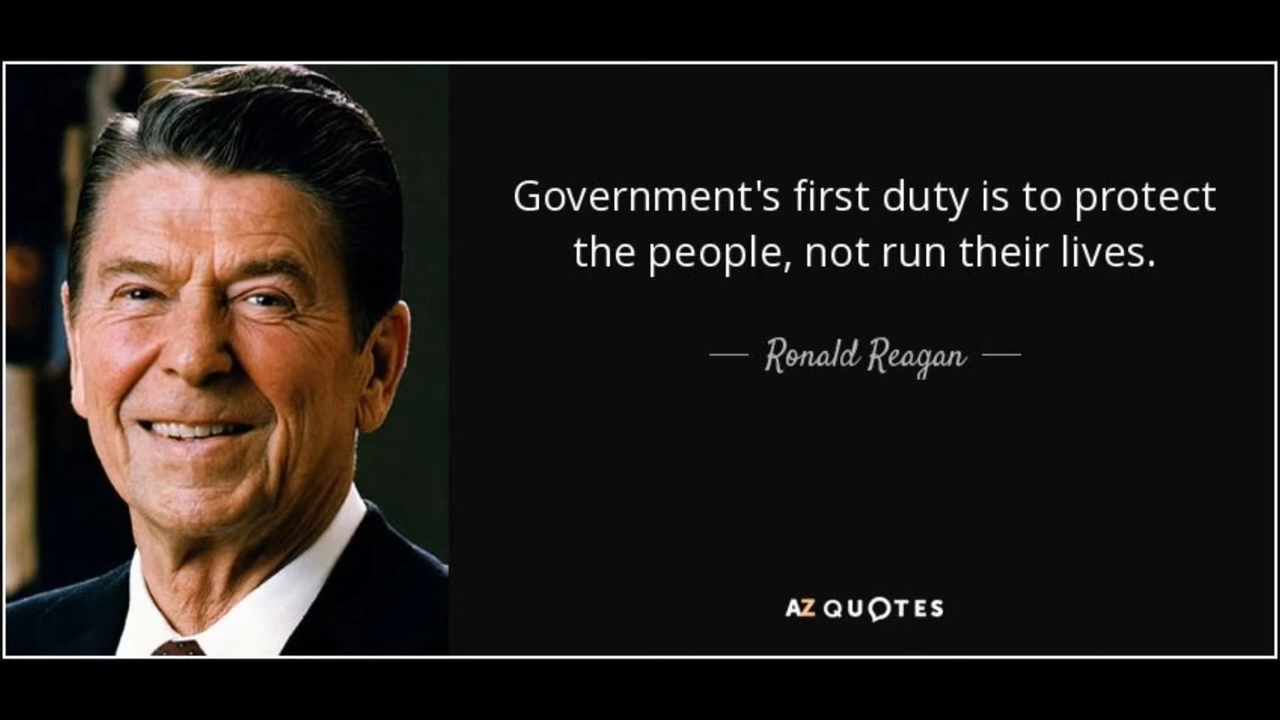 Government's first duty is to protect
the people, not run their lives.
Ronald Reagan
AZ QUOTES